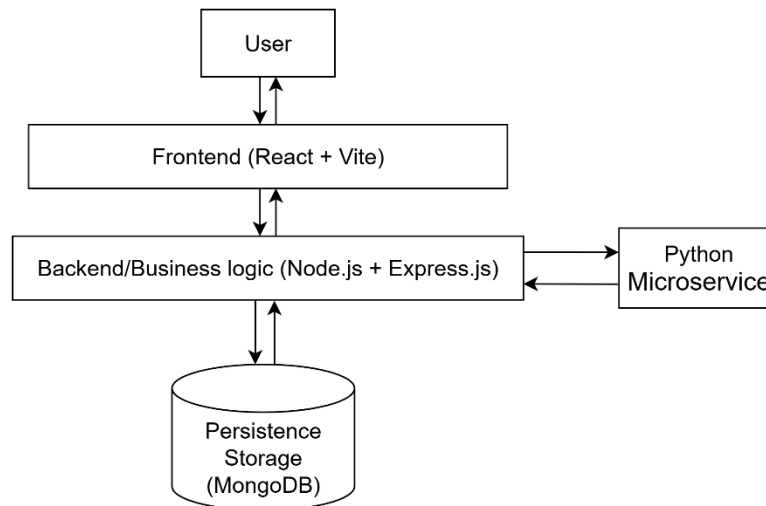 User
Frontend (React + Vite)
Backend/Business logic (Node.js + Express.js)
Python
Microservice
Persistence
Storage
(MongoDB)